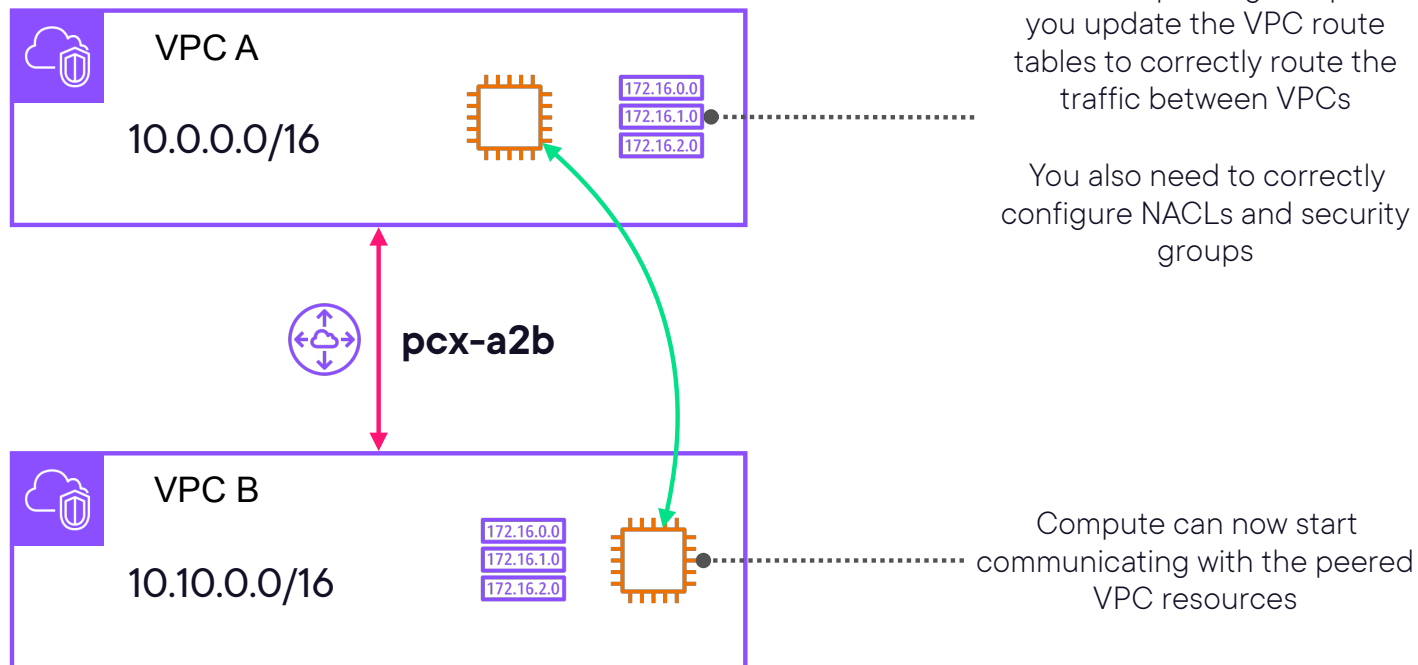 you update the VPC route
tables to correctly route the
traffic between VPCs
You also need to correctly
configure NACLs and security
groups
VPC A
10.0.0.0/16
172.16.0.0
172.16.1.0
172.16.2.0
pcx-a2b
VPC B
10.10.0.0/16
172.16.0.0
172.16.1.0
172.16.2.0
Compute can now start
communicating with the peered
VPC resources